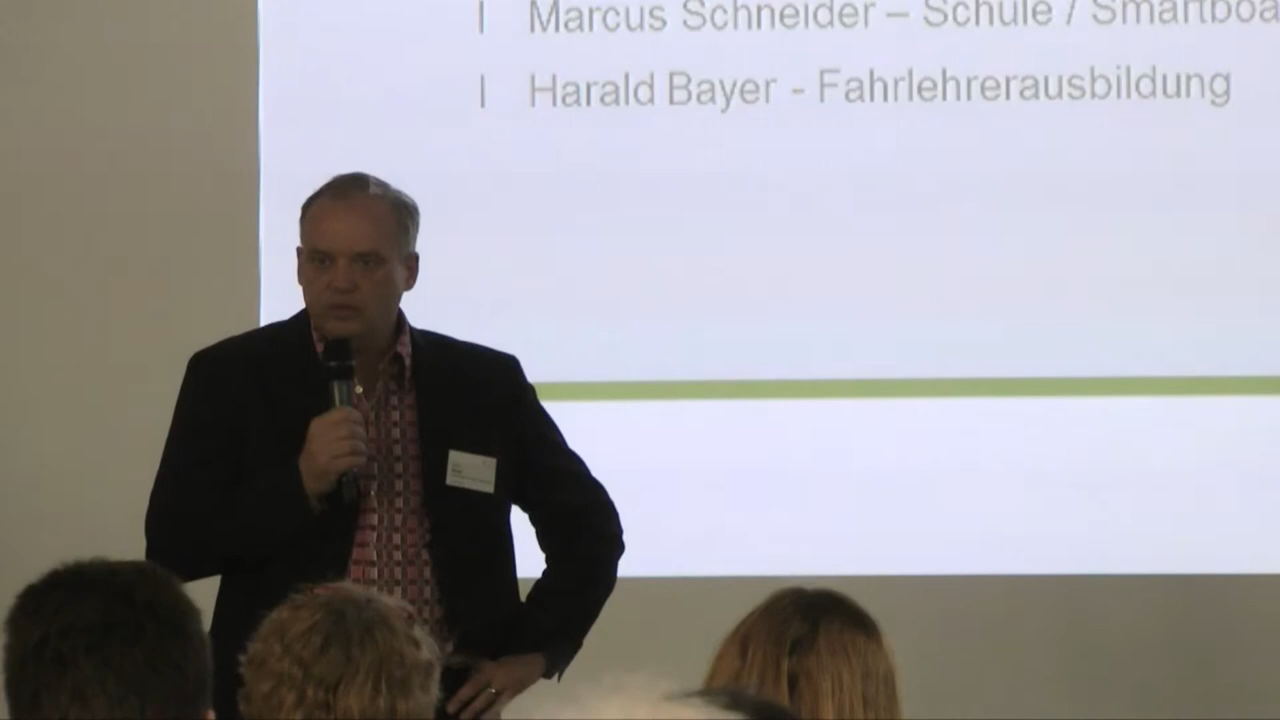 | Marcus Schneider – Schule / Smartboa
| Harald Bayer - Fahrlehrerausbildung